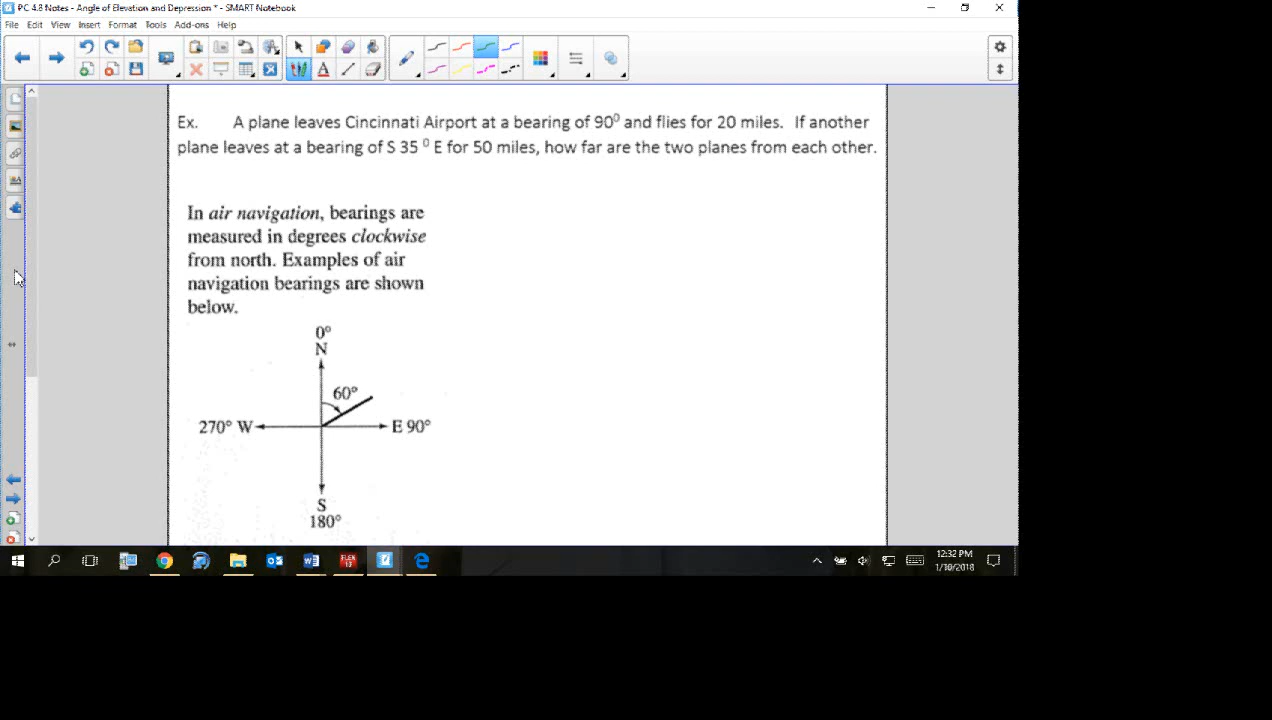 PC 4.8 Notes - Angle of Elevation and Depression * - SMART Notebook
File Edit View Insert Format Tools Add-ons Help
Ex. A plane leaves Cincinnati Airport at a bearing of 90⁰ and flies for 20 miles. If another
plane leaves at a bearing of S 35 ⁰ E for 50 miles, how far are the two planes from each other.
In air navigation, bearings are
measured in degrees clockwise
from north. Examples of air
navigation bearings are shown
below.
0°
N
60°
270° W
E 90°
S
180°
12:32 PM
1/10/2018